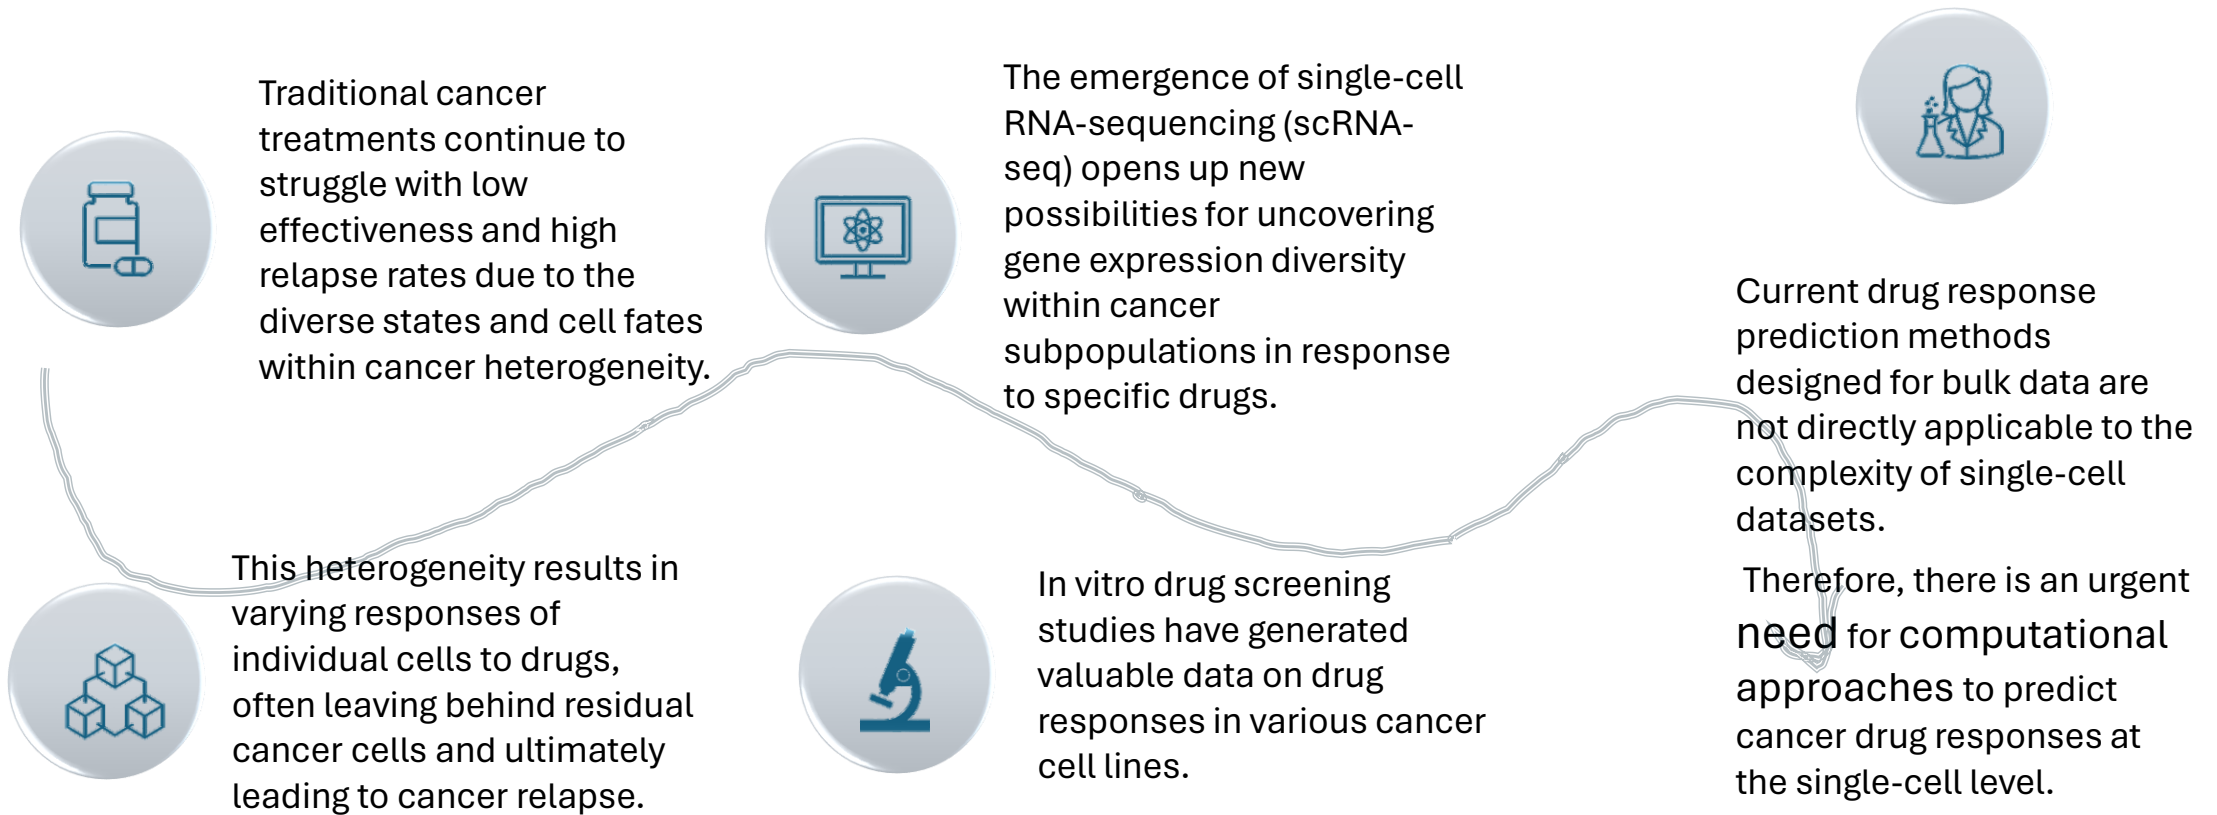 Traditional cancer
treatments continue to
struggle with low
effectiveness and high
relapse rates due to the
diverse states and cell fates
within cancer heterogeneity.
This heterogeneity results in
varying responses of
individual cells to drugs,
often leaving behind residual
cancer cells and ultimately
leading to cancer relapse.
The emergence of single-cell
RNA-sequencing (scRNA-
seq) opens up new
possibilities for uncovering
gene expression diversity
within cancer
subpopulations in response
to specific drugs.
In vitro drug screening
studies have generated
valuable data on drug
responses in various cancer
cell lines.
Current drug response
prediction methods
designed for bulk data are
not directly applicable to the
complexity of single-cell
datasets.
Therefore, there is an urgent
need for computational
approaches to predict
cancer drug responses at
the single-cell level.